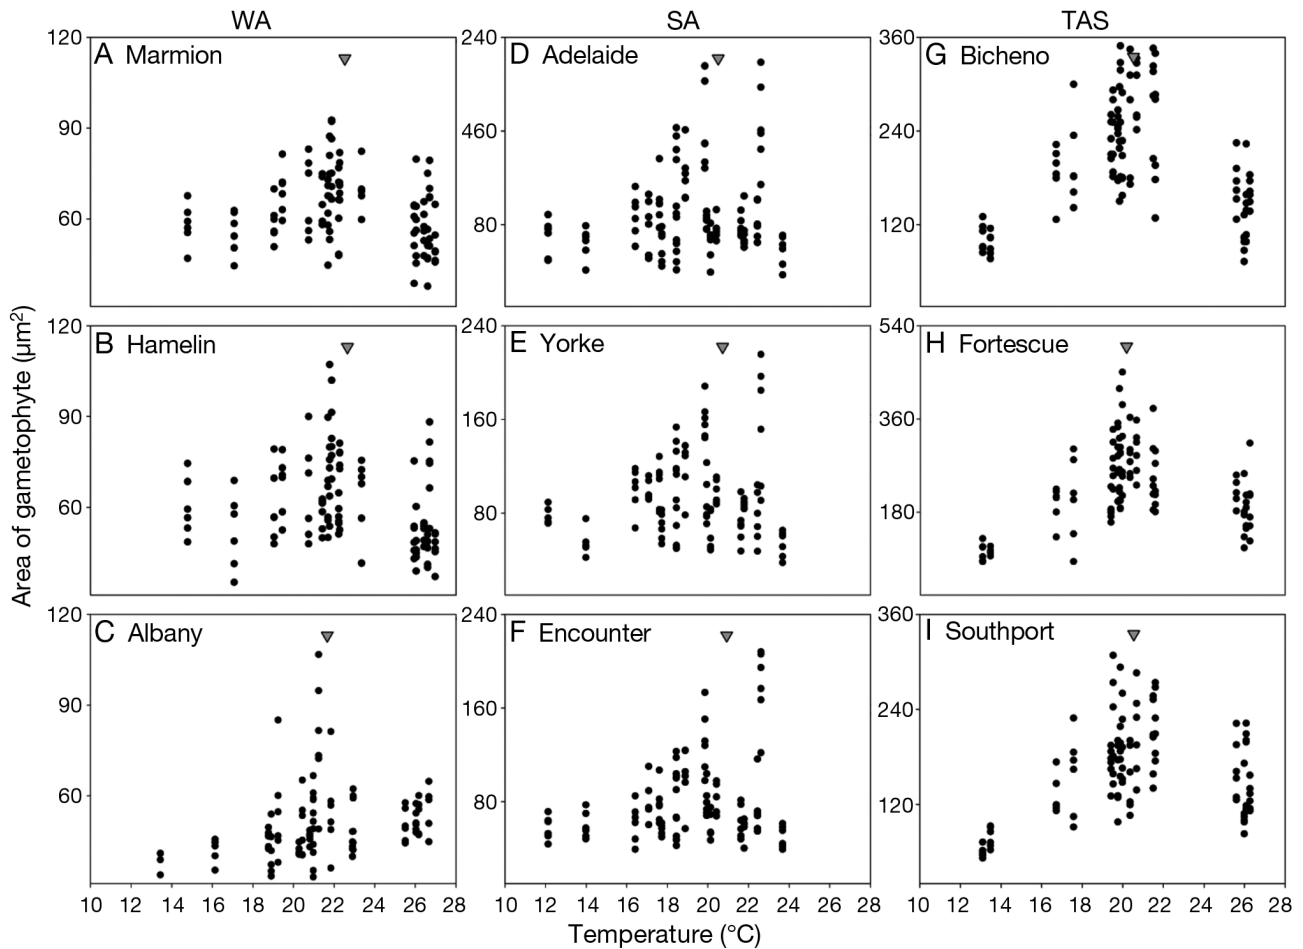 WA SA TAS
120 A Marmion 240 D Adelaide 360 G Bicheno
90 460 240
60 80 120
120 B Hamelin 240 E Yorke 540 H Fortescue
90 160 360
60 80 180
120 C Albany 240 F Encounter 360 I Southport
90 160 240
60 80 120
10 12 14 16 18 20 22 24 26 28 10 12 14 16 18 20 22 24 26 28 10 12 14 16 18 20 22 24 26 28
Temperature (°C)
Area of gametophyte (µm²)